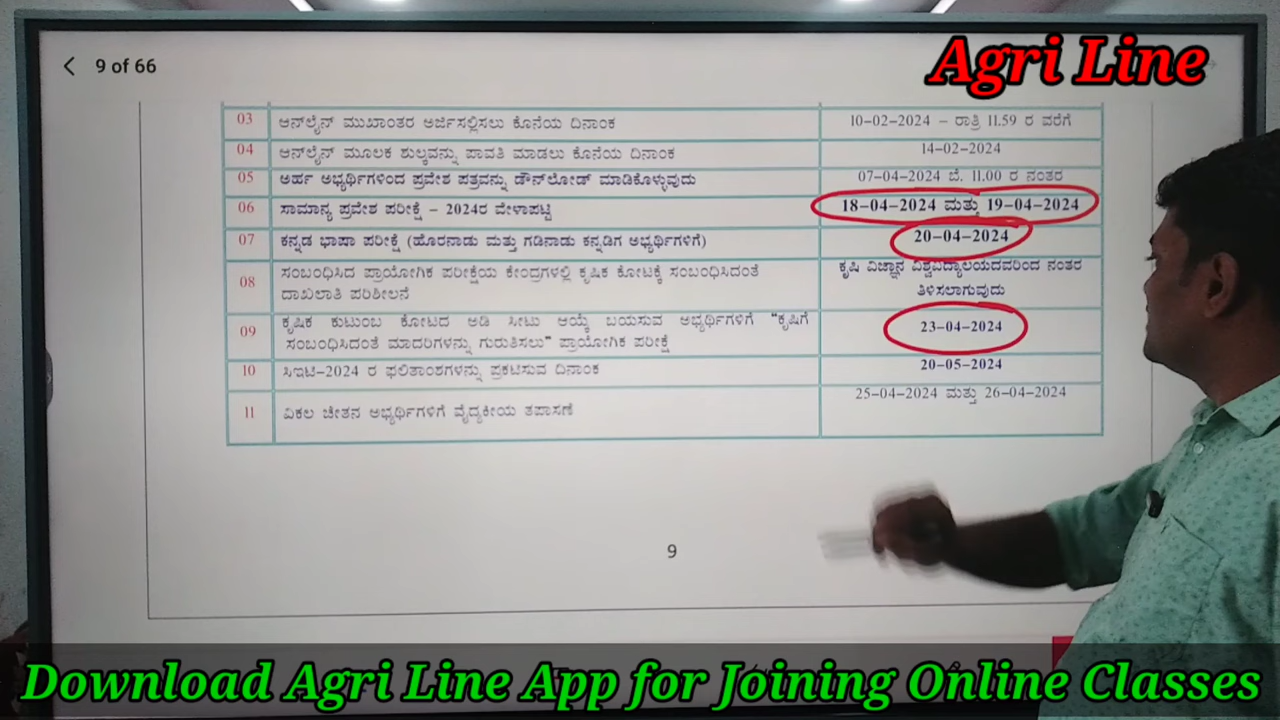 9 of 66
Agri Line
03 ಆನ್‌ಲೈನ್ ಮುಖಾಂತರ ಅರ್ಜಿಸಲ್ಲಿಸಲು ಕೊನೆಯ ದಿನಾಂಕ 10-02-2024 - ರಾತ್ರಿ 11.59 ರ ವರೆಗೆ
04 ಆನ್‌ಲೈನ್ ಮೂಲಕ ಶುಲ್ಕವನ್ನು ಪಾವತಿ ಮಾಡಲು ಕೊನೆಯ ದಿನಾಂಕ 14-02-2024
05 ಅರ್ಹ ಅಭ್ಯರ್ಥಿಗಳಿಂದ ಪ್ರವೇಶ ಪತ್ರವನ್ನು ಡೌನ್‌ಲೋಡ್ ಮಾಡಿಕೊಳ್ಳುವುದು 07-04-2024 ಬೆ. 11.00 ರ ನಂತರ
06 ಸಾಮಾನ್ಯ ಪ್ರವೇಶ ಪರೀಕ್ಷೆ - 2024ರ ವೇಳಾಪಟ್ಟಿ 18-04-2024 ಮತ್ತು 19-04-2024
07 ಕನ್ನಡ ಭಾಷಾ ಪರೀಕ್ಷೆ (ಹೊರನಾಡು ಮತ್ತು ಗಡಿನಾಡು ಕನ್ನಡಿಗ ಅಭ್ಯರ್ಥಿಗಳಿಗೆ) 20-04-2024
08 ಸಂಬಂಧಿಸಿದ ಪ್ರಾಯೋಗಿಕ ಪರೀಕ್ಷೆಯ ಕೇಂದ್ರಗಳಲ್ಲಿ ಕೃಷಿಕ ಕೋಟಕ್ಕೆ ಸಂಬಂಧಿಸಿದಂತೆ ಕೃಷಿ ವಿಜ್ಞಾನ ವಿಶ್ವವಿದ್ಯಾಲಯದವರಿಂದ ನಂತರ
ದಾಖಲಾತಿ ಪರಿಶೀಲನೆ ತಿಳಿಸಲಾಗುವುದು
09 ಕೃಷಿಕ ಕುಟುಂಬ ಕೋಟದ ಅಡಿ ಸೀಟು ಆಯ್ಕೆ ಬಯಸುವ ಅಭ್ಯರ್ಥಿಗಳಿಗೆ "ಕೃಷಿಗೆ 23-04-2024
ಸಂಬಂಧಿಸಿದಂತೆ ಮಾದರಿಗಳನ್ನು ಗುರುತಿಸಲು" ಪ್ರಾಯೋಗಿಕ ಪರೀಕ್ಷೆ
10 ಸಿಇಟಿ-2024 ರ ಫಲಿತಾಂಶಗಳನ್ನು ಪ್ರಕಟಿಸುವ ದಿನಾಂಕ 20-05-2024
11 ವಿಕಲ ಚೇತನ ಅಭ್ಯರ್ಥಿಗಳಿಗೆ ವೈದ್ಯಕೀಯ ತಪಾಸಣೆ 25-04-2024 ಮತ್ತು 26-04-2024
9
Download Agri Line App for Joining Online Classes